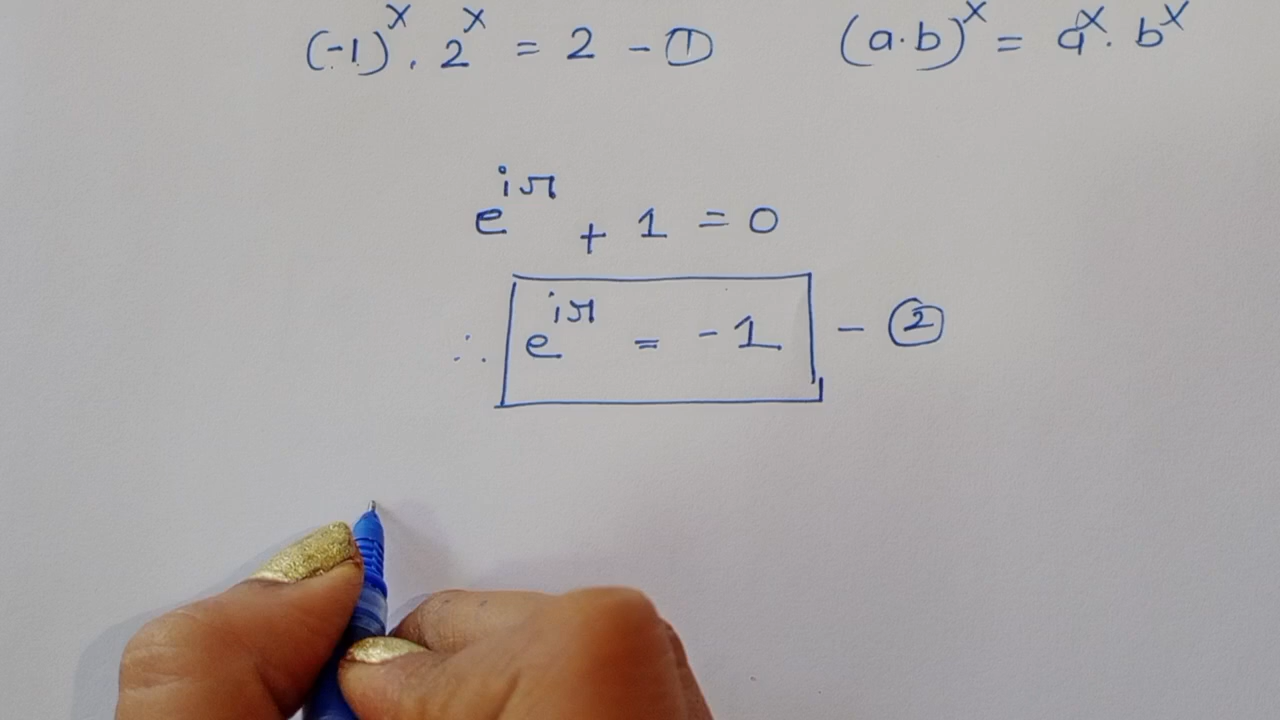 (-1)^x . 2^x = 2 - ① (a·b)^x = a^x · b^x
e^{iπ} + 1 = 0
∴ e^{iπ} = -1 - ②